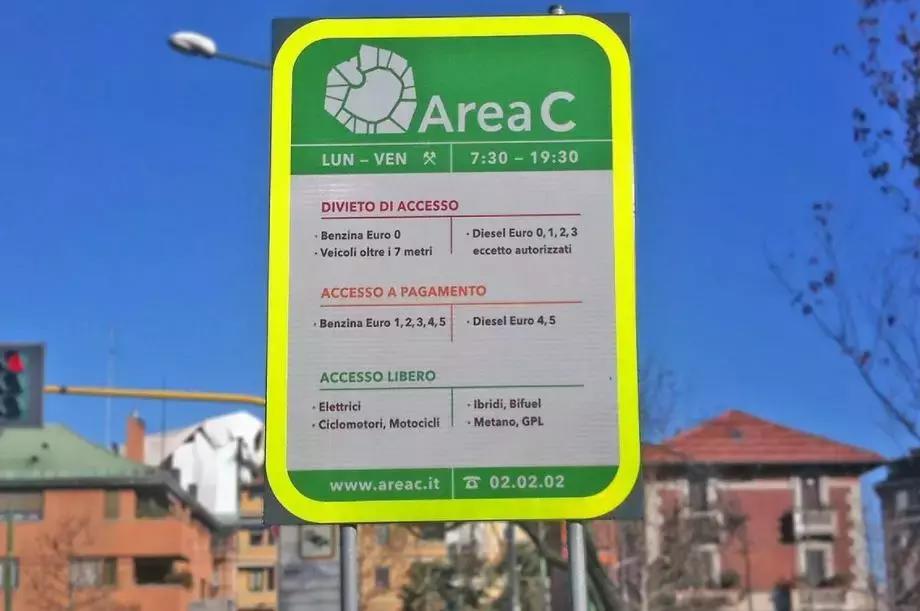 Area C
LUN – VEN ⚒ 7:30 – 19:30
DIVIETO DI ACCESSO
· Benzina Euro 0
· Veicoli oltre i 7 metri
· Diesel Euro 0, 1, 2, 3
eccetto autorizzati
ACCESSO A PAGAMENTO
· Benzina Euro 1, 2, 3, 4, 5
· Diesel Euro 4, 5
ACCESSO LIBERO
· Elettrici
· Ciclomotori, Motocicli
· Ibridi, Bifuel
· Metano, GPL
www.areac.it ☎ 02.02.02